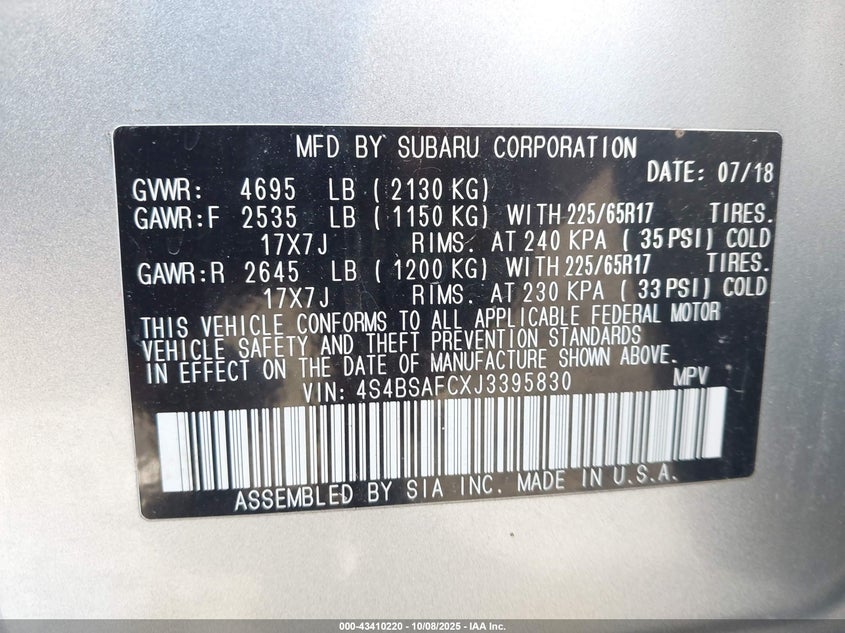 MFD BY SUBARU CORPORATION
DATE: 07/18
GVWR: 4695 LB ( 2130 KG)
GAWR:F 2535 LB ( 1150 KG) WITH 225/65R17 TIRES.
17X7J RIMS. AT 240 KPA ( 35 PSI) COLD
GAWR:R 2645 LB ( 1200 KG) WITH 225/65R17 TIRES.
17X7J RIMS. AT 230 KPA ( 33 PSI) COLD
THIS VEHICLE CONFORMS TO ALL APPLICABLE FEDERAL MOTOR
VEHICLE SAFETY AND THEFT PREVENTION STANDARDS
IN EFFECT ON THE DATE OF MANUFACTURE SHOWN ABOVE.
VIN: 4S4BSAFCXJ3395830 MPV
ASSEMBLED BY SIA INC. MADE IN U.S.A.
000-43410220 - 10/08/2025 - IAA Inc.